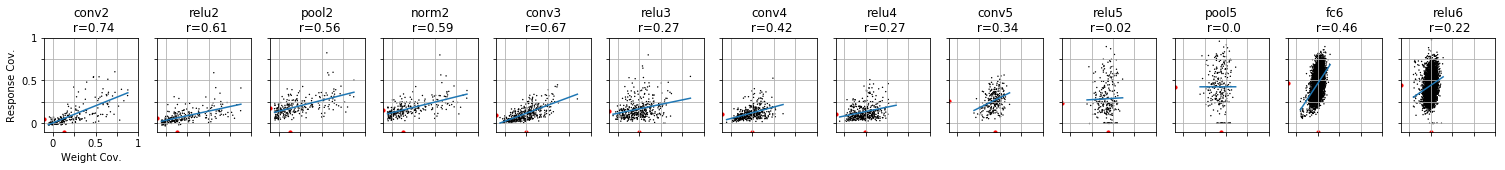 conv2 relu2 pool2 norm2 conv3 relu3 conv4 relu4 conv5 relu5 pool5 fc6 relu6
r=0.74 r=0.61 r=0.56 r=0.59 r=0.67 r=0.27 r=0.42 r=0.27 r=0.34 r=0.02 r=0.0 r=0.46 r=0.22
1
Response Cov.
0.5
0
0 0.5 1
Weight Cov.